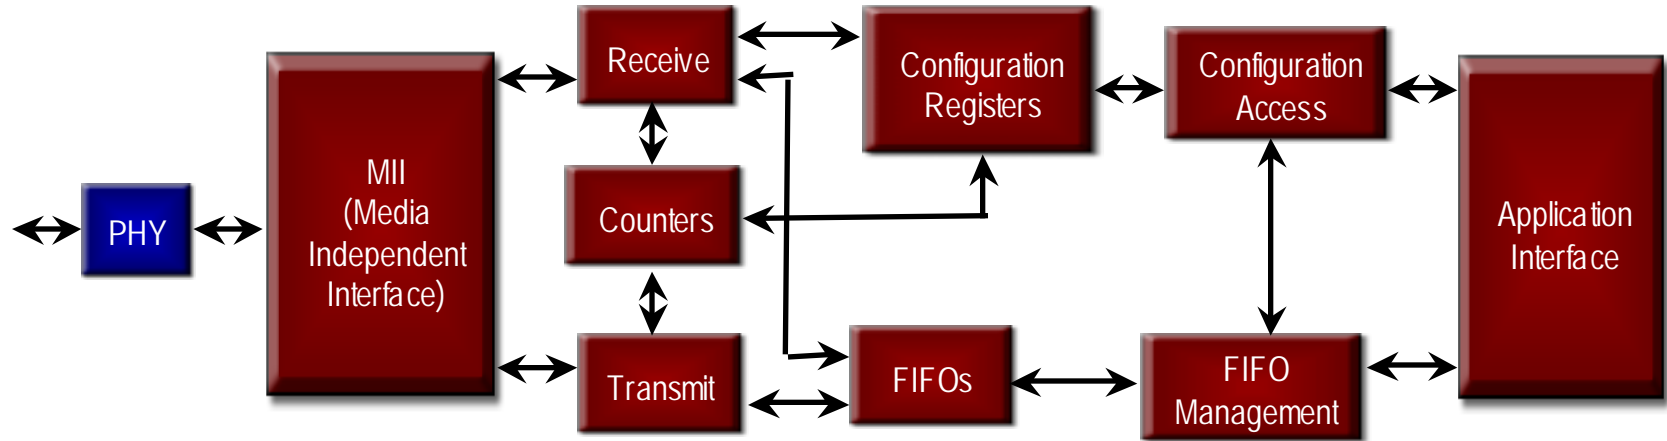 PHY
MII
(Media
Independent
Interface)
Receive
Counters
Transmit
Configuration
Registers
FIFOs
Configuration
Access
FIFO
Management
Application
Interface